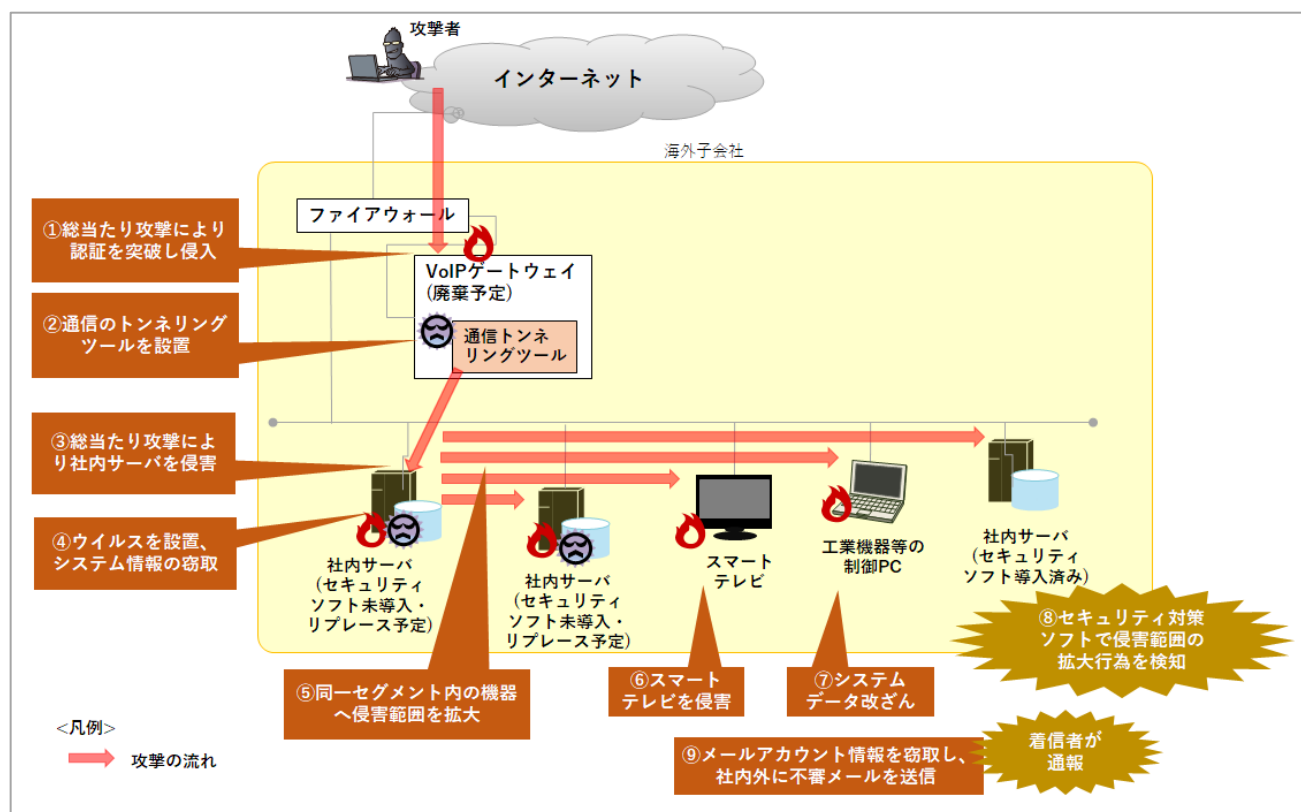 攻撃者
インターネット
海外子会社
ファイアウォール
①総当たり攻撃により
認証を突破し侵入
VoIPゲートウェイ
(廃棄予定)
②通信のトンネリング
ツールを設置
通信トンネ
リングツール
③総当たり攻撃によ
り社内サーバを侵害
④ウイルスを設置、
システム情報の窃取
社内サーバ
(セキュリティ
ソフト未導入・
リプレース予定)
社内サーバ
(セキュリティ
ソフト未導入・
リプレース予定)
スマート
テレビ
工業機器等の
制御PC
社内サーバ
(セキュリティ
ソフト導入済み)
⑧セキュリティ対策
ソフトで侵害範囲の
拡大行為を検知
⑤同一セグメント内の機器
へ侵害範囲を拡大
⑥スマート
テレビを侵害
⑦システム
データ改ざん
<凡例>
攻撃の流れ
⑨メールアカウント情報を窃取し、
社内外に不審メールを送信
着信者が
通報